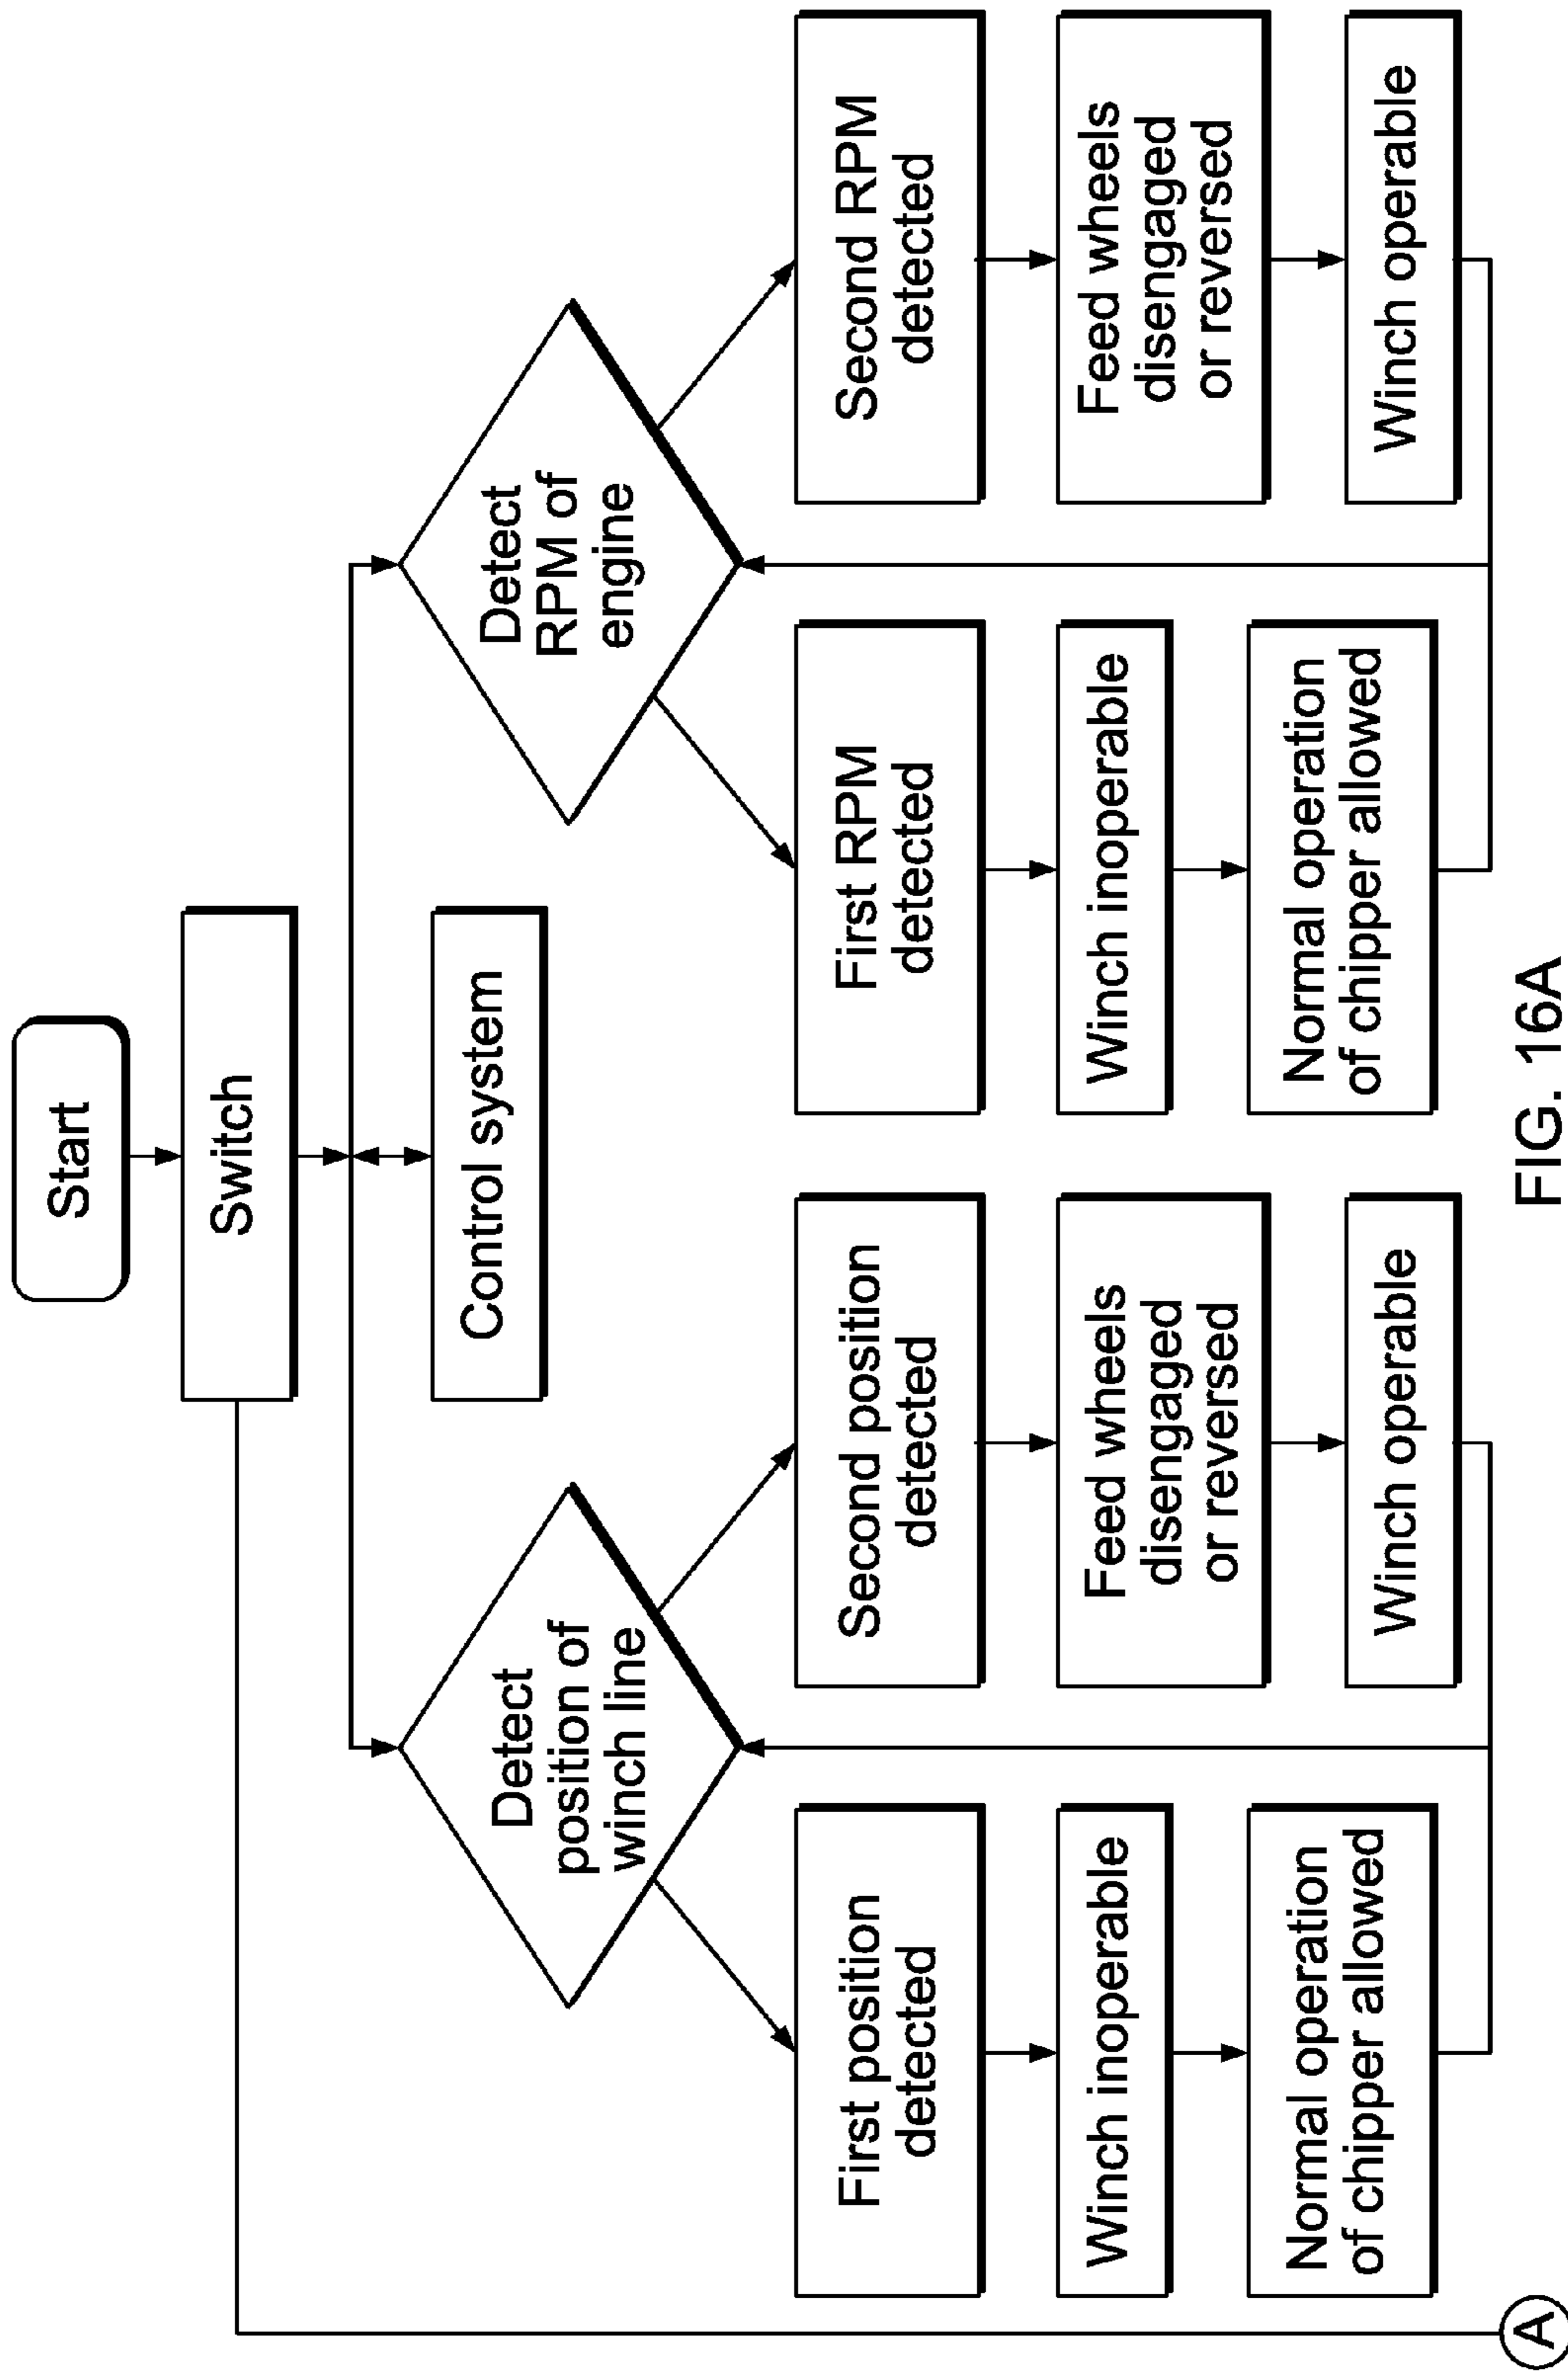 Start
Switch
Control system
Detect
position of
winch line
Detect
RPM of
engine
First position
detected
Second position
detected
First RPM
detected
Second RPM
detected
Winch inoperable
Feed wheels
disengaged
or reversed
Winch inoperable
Feed wheels
disengaged
or reversed
Normal operation
of chipper allowed
Winch operable
Normal operation
of chipper allowed
Winch operable
A
FIG. 16A